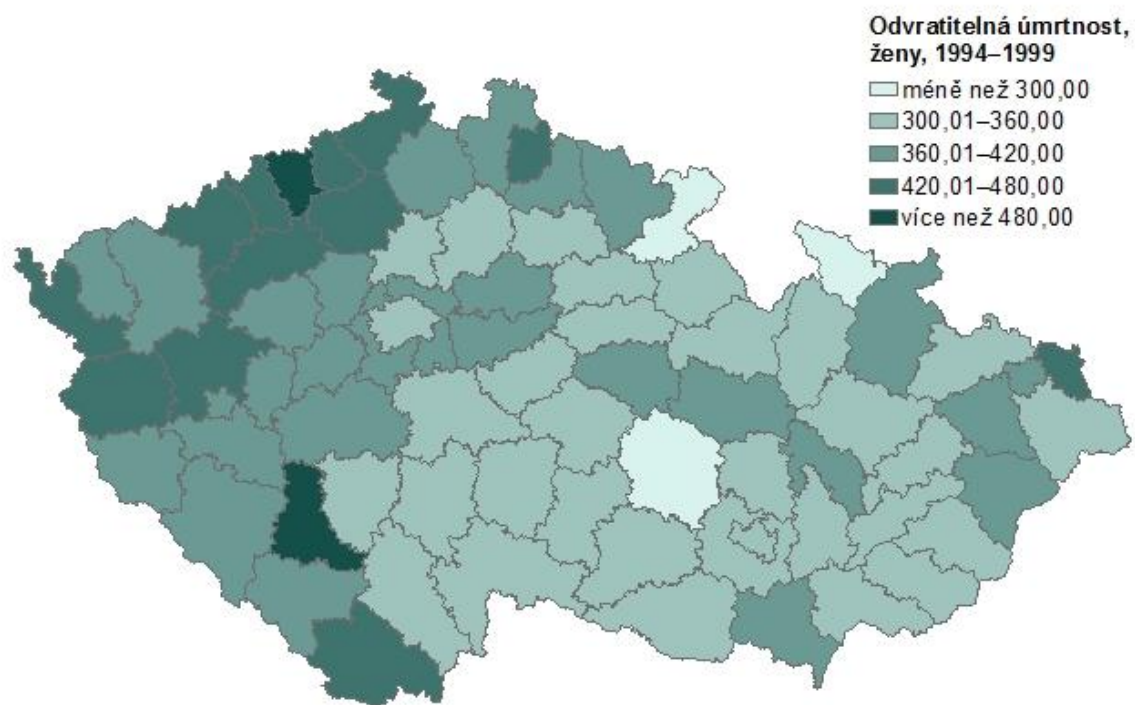 Odvratitelná úmrtnost,
ženy, 1994–1999
méně než 300,00
300,01–360,00
360,01–420,00
420,01–480,00
více než 480,00